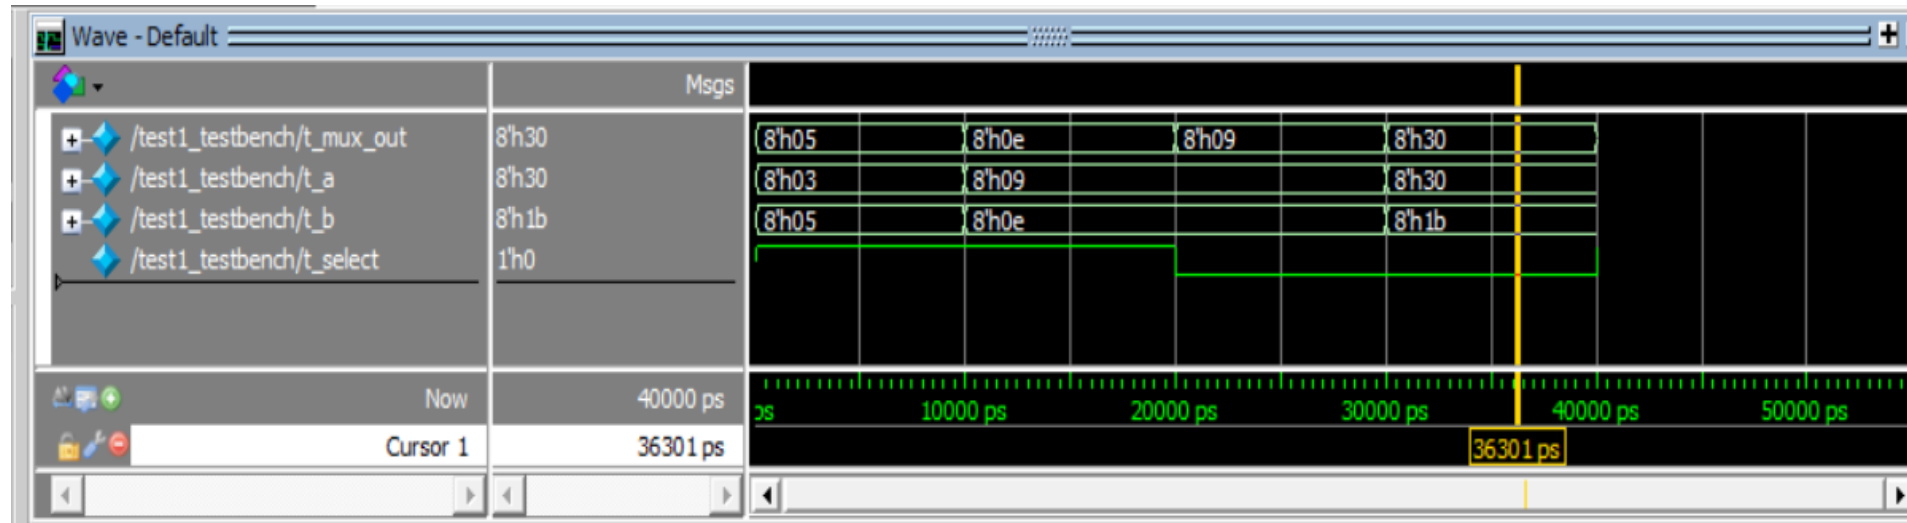 Wave - Default
Msgs
/test1_testbench/t_mux_out 8'h30 8'h05 8'h0e 8'h09 8'h30
/test1_testbench/t_a 8'h30 8'h03 8'h09 8'h30
/test1_testbench/t_b 8'h1b 8'h05 8'h0e 8'h1b
/test1_testbench/t_select 1'h0
Now 40000 ps ps 10000 ps 20000 ps 30000 ps 40000 ps 50000 ps
Cursor 1 36301 ps 36301 ps